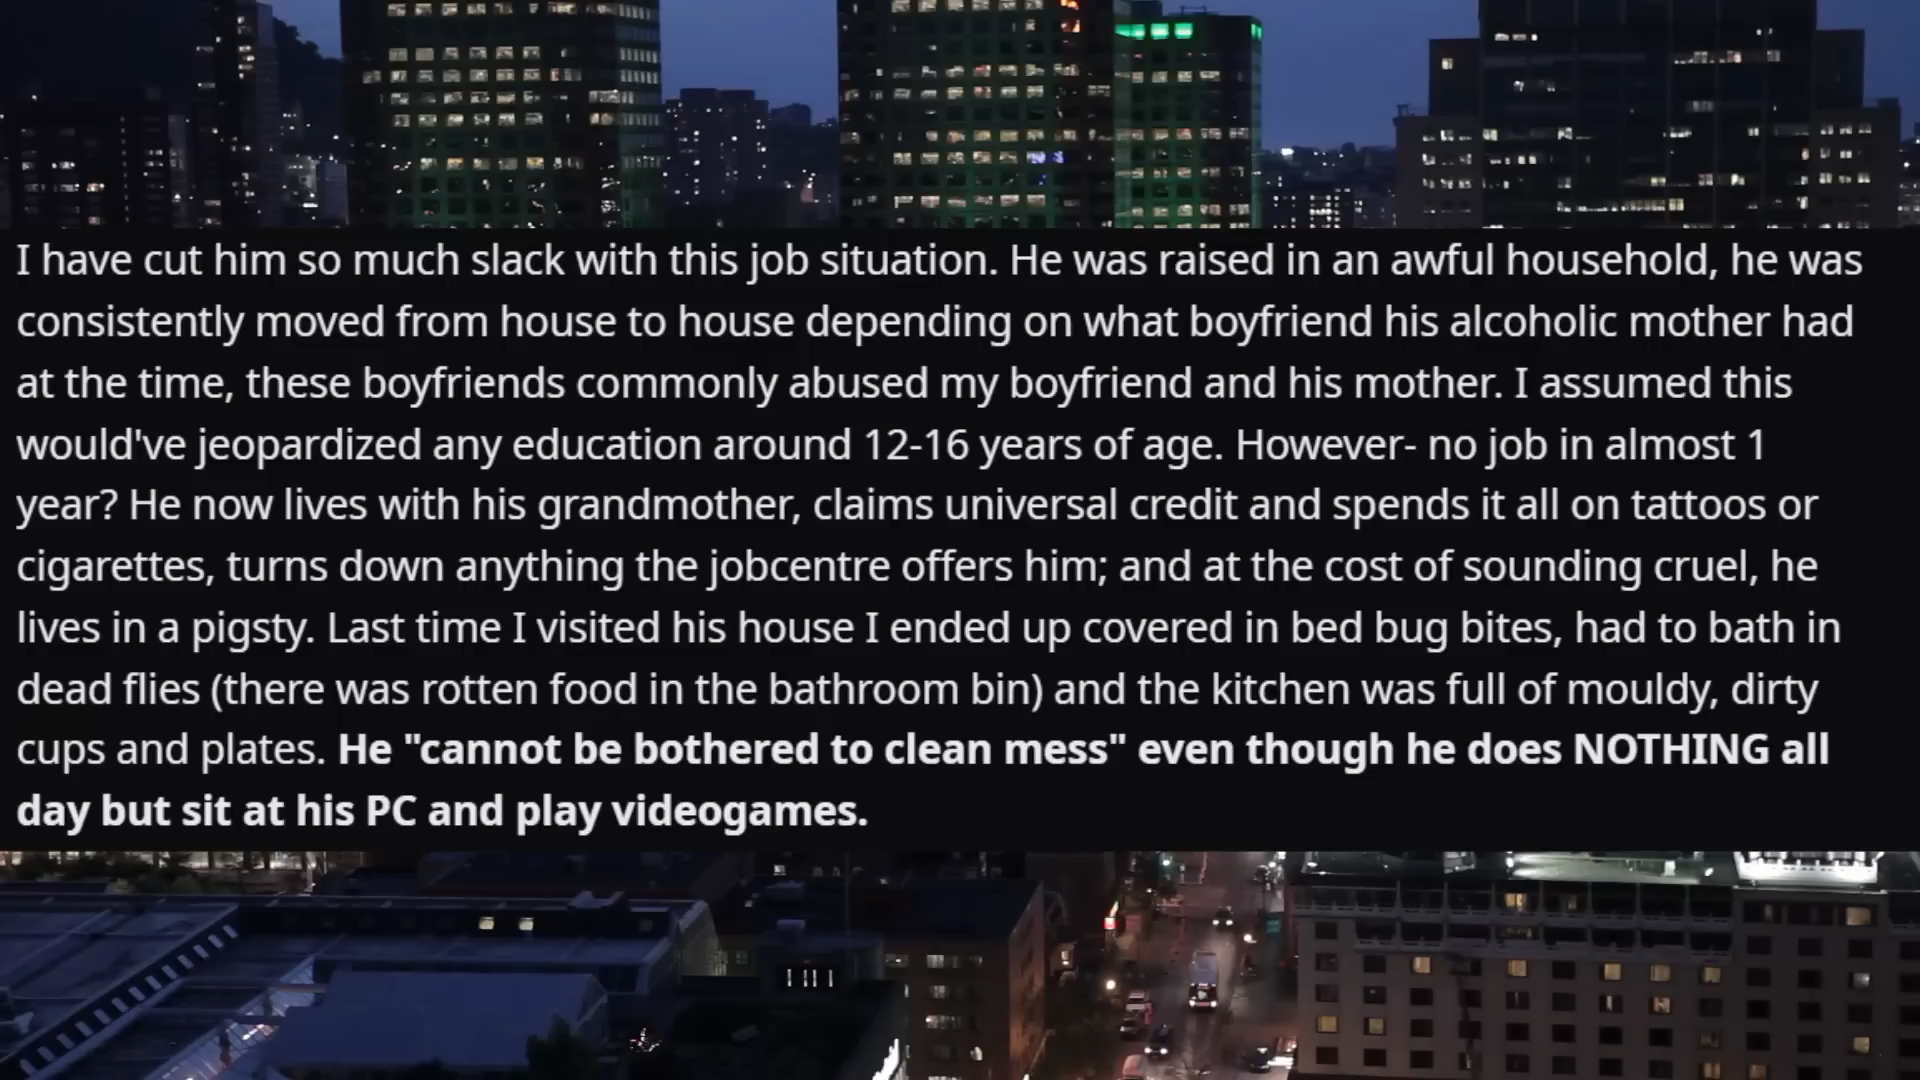 I have cut him so much slack with this job situation. He was raised in an awful household, he was
consistently moved from house to house depending on what boyfriend his alcoholic mother had
at the time, these boyfriends commonly abused my boyfriend and his mother. I assumed this
would've jeopardized any education around 12-16 years of age. However- no job in almost 1
year? He now lives with his grandmother, claims universal credit and spends it all on tattoos or
cigarettes, turns down anything the jobcentre offers him; and at the cost of sounding cruel, he
lives in a pigsty. Last time I visited his house I ended up covered in bed bug bites, had to bath in
dead flies (there was rotten food in the bathroom bin) and the kitchen was full of mouldy, dirty
cups and plates. He "cannot be bothered to clean mess" even though he does NOTHING all
day but sit at his PC and play videogames.